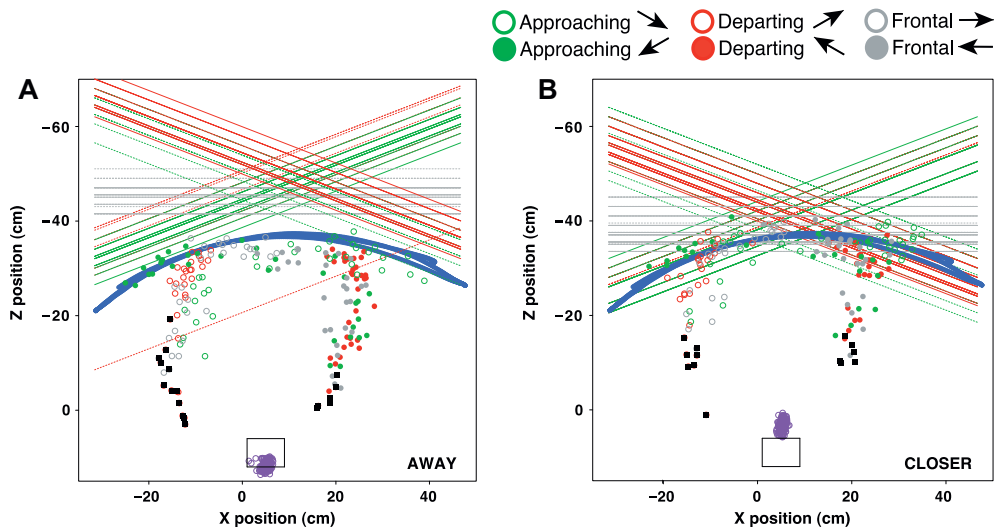 Approaching Departing Frontal
Approaching Departing Frontal
A
B
Z position (cm)
−60
−40
−20
0
−20 0 20 40
X position (cm)
AWAY
Z position (cm)
−60
−40
−20
0
−20 0 20 40
X position (cm)
CLOSER